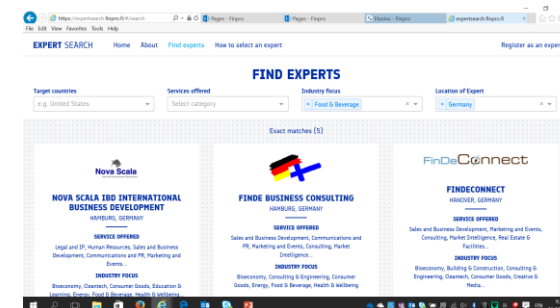 https://expertsearch.finpro.fi/#/search
Pages - Finpro
Pages - Finpro
Etusivu - Finpro
expertsearch.finpro.fi
File Edit View Favorites Tools Help
EXPERT SEARCH Home About Find experts How to select an expert Register as an exper
FIND EXPERTS
Target countries Services offered Industry focus Location of Expert
e.g. United States Select category × Food & Beverage × × Germany ×
Exact matches (5)
Nova Scala
NOVA SCALA IBD INTERNATIONAL
BUSINESS DEVELOPMENT
HAMBURG, GERMANY
SERVICE OFFERED
Legal and IP, Human Resources, Sales and Business
Development, Communications and PR, Marketing and
Events...
INDUSTRY FOCUS
Bioeconomy, Cleantech, Consumer Goods, Education &
Learning, Energy, Food & Beverage, Health & Wellbeing
FINDE BUSINESS CONSULTING
HAMBURG, GERMANY
SERVICE OFFERED
Sales and Business Development, Communications and
PR, Marketing and Events, Consulting, Market
Intelligence...
INDUSTRY FOCUS
Bioeconomy, Consulting & Engineering, Consumer
Goods, Energy, Food & Beverage, Health & Wellbeing
FinDeConnect
FINDECONNECT
HANOVER, GERMANY
SERVICE OFFERED
Sales and Business Development, Marketing and Events,
Consulting, Market Intelligence, Real Estate &
Facilities...
INDUSTRY FOCUS
Bioeconomy, Building & Construction, Consulting &
Engineering, Cleantech, Consumer Goods, Creative &
Media...